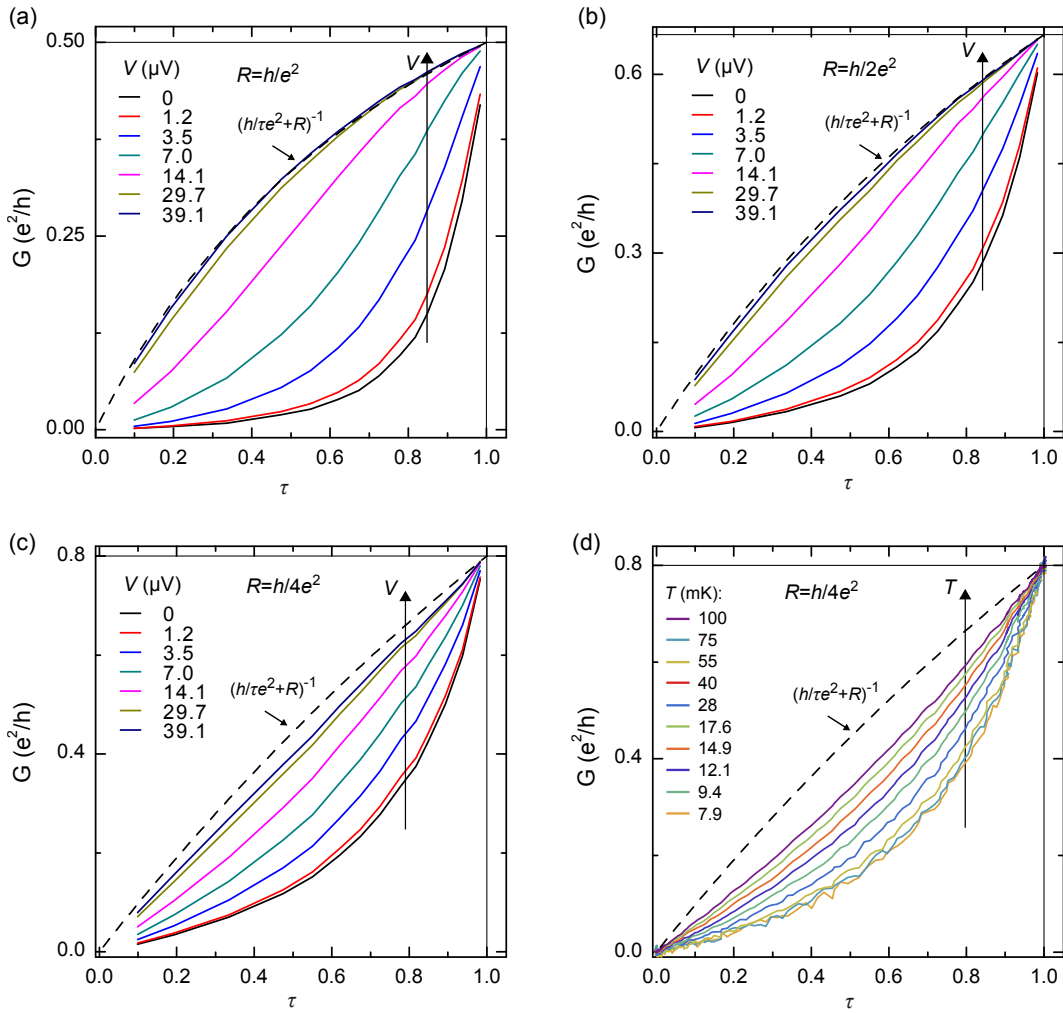 (a)
0.50
V (μV)
R=h/e²
V
0
1.2
3.5
7.0
14.1
29.7
39.1
(h/τe²+R)⁻¹
0.25
G (e²/h)
0.00
0.0 0.2 0.4 0.6 0.8 1.0
τ
(b)
0.6
V (μV)
R=h/2e²
V
0
1.2
3.5
7.0
14.1
29.7
39.1
(h/τe²+R)⁻¹
0.3
G (e²/h)
0.0
0.0 0.2 0.4 0.6 0.8 1.0
τ
(c)
0.8
V (μV)
R=h/4e²
V
0
1.2
3.5
7.0
14.1
29.7
39.1
(h/τe²+R)⁻¹
0.4
G (e²/h)
0.0
0.0 0.2 0.4 0.6 0.8 1.0
τ
(d)
0.8
T (mK):
R=h/4e²
T
100
75
55
40
28
17.6
14.9
12.1
9.4
7.9
(h/τe²+R)⁻¹
0.4
G (e²/h)
0.0
0.0 0.2 0.4 0.6 0.8 1.0
τ